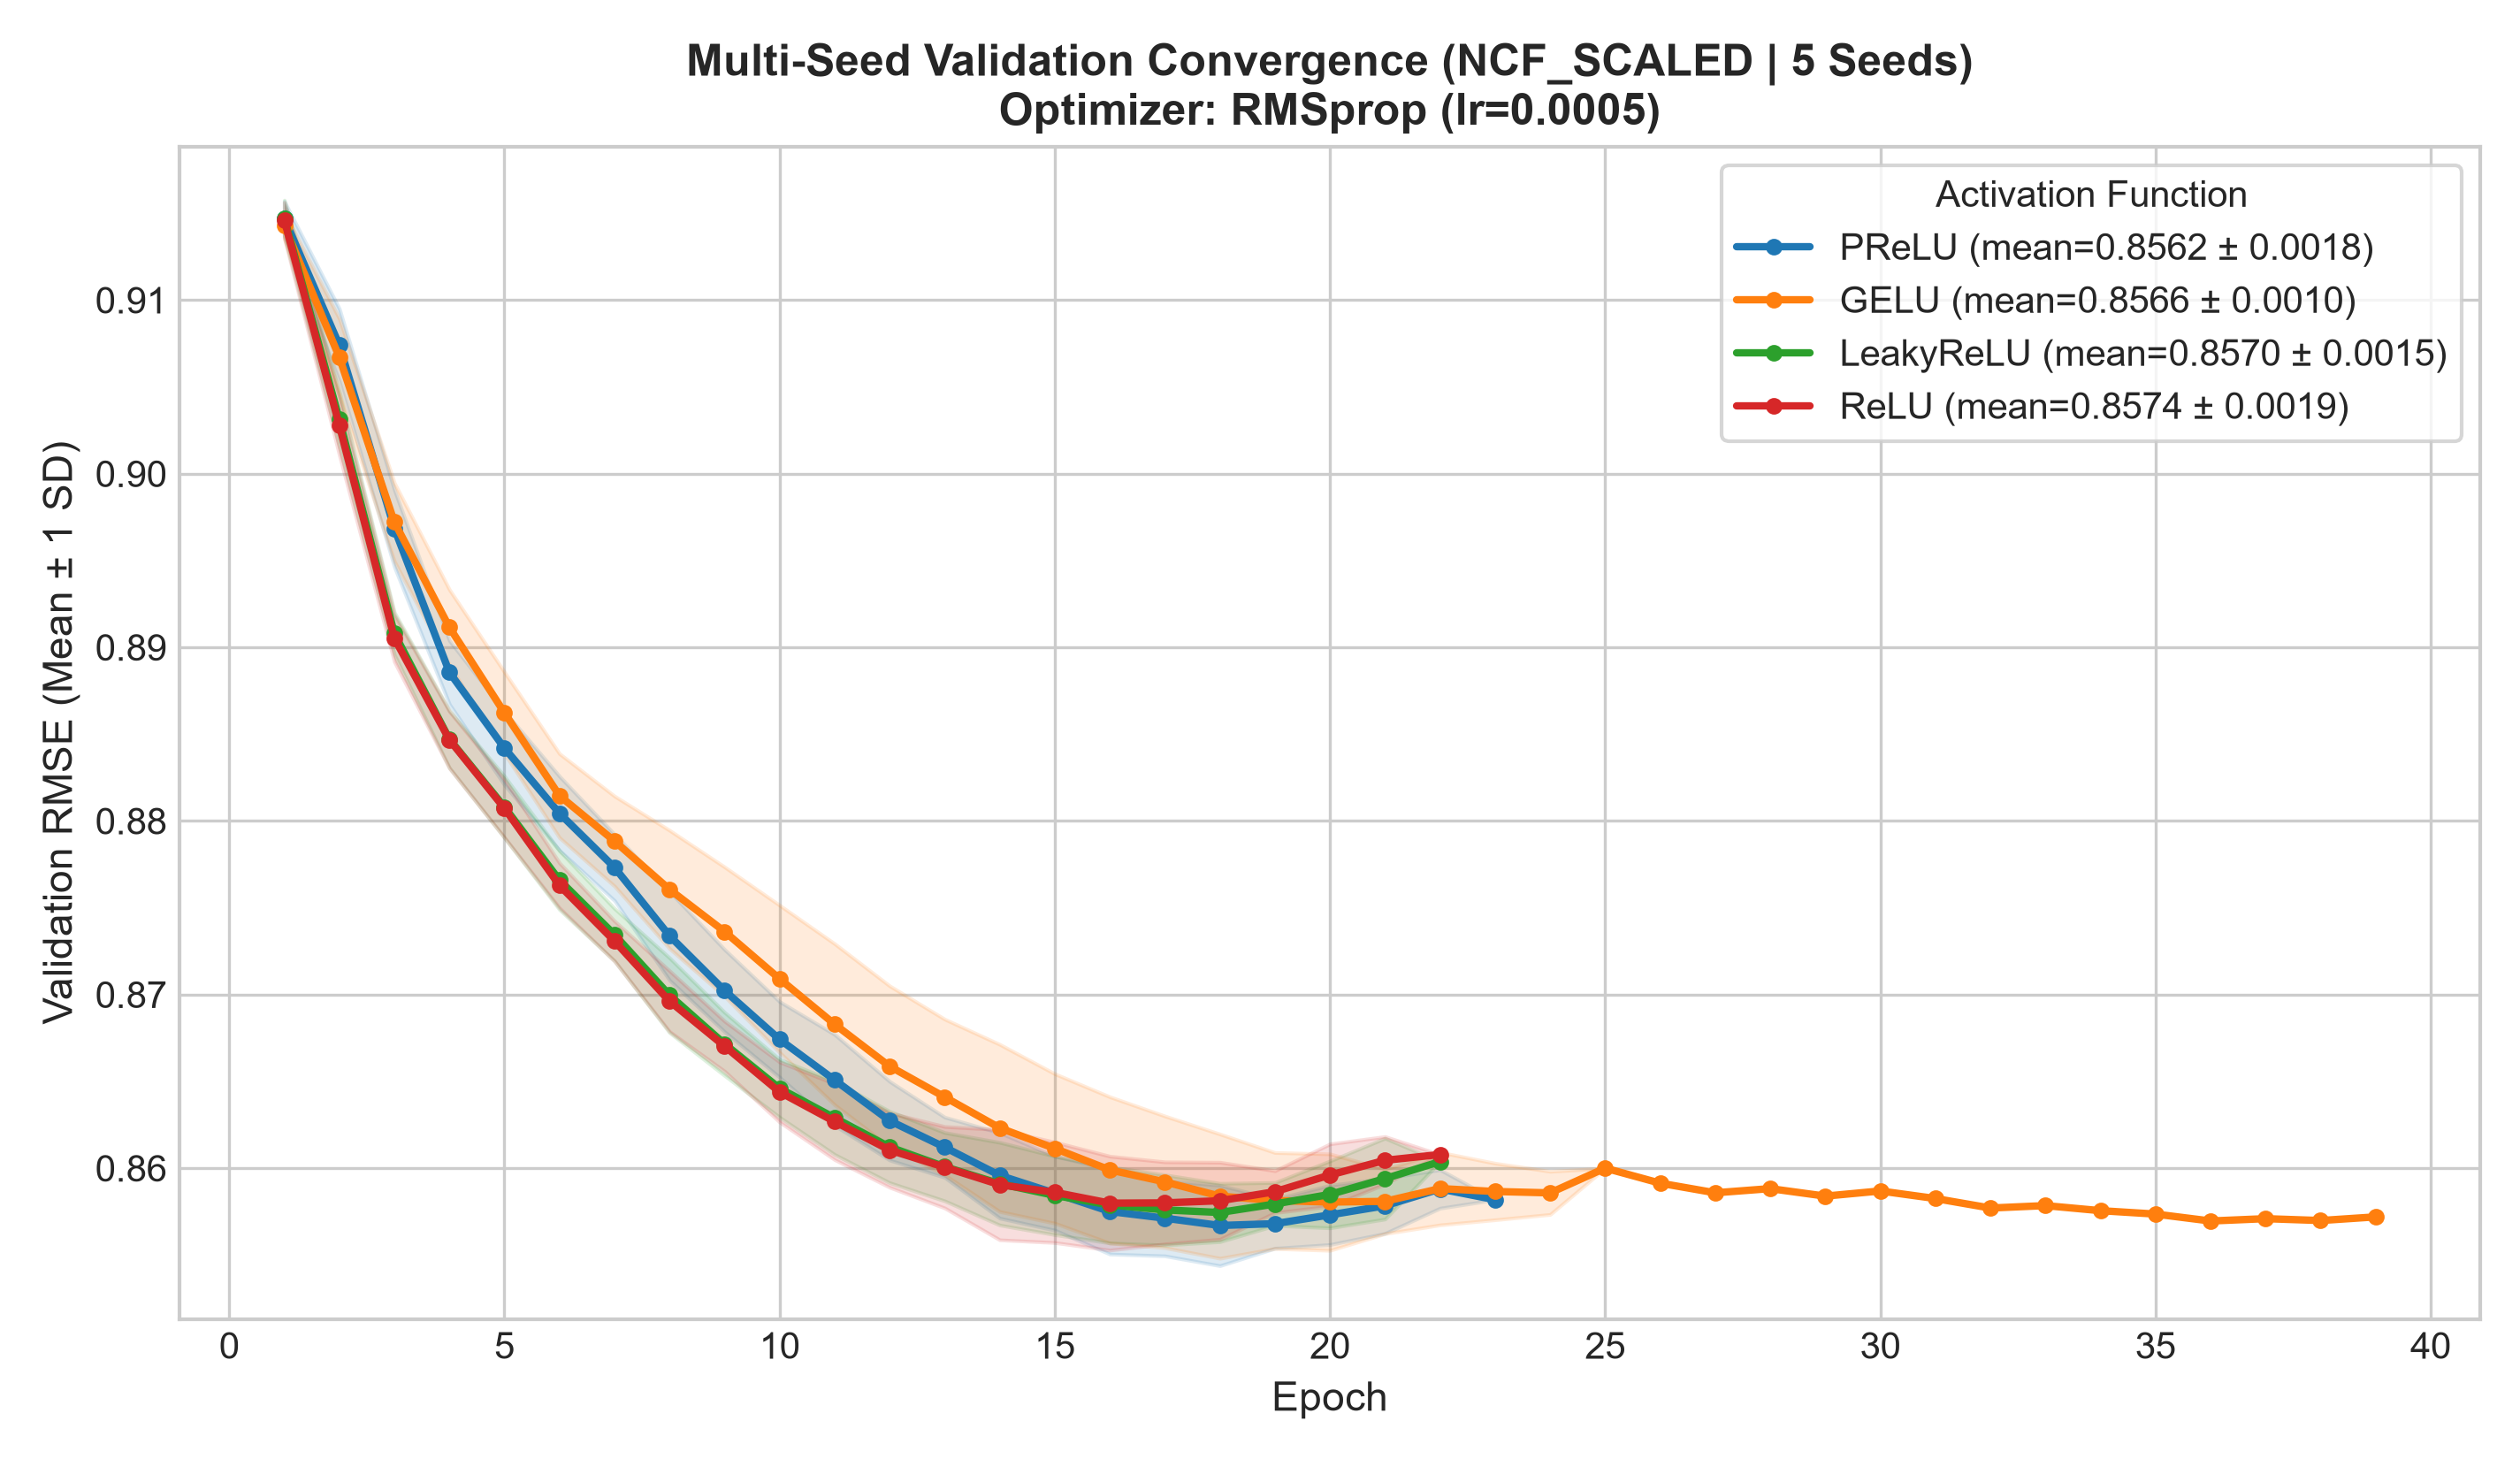 Multi-Seed Validation Convergence (NCF_SCALED | 5 Seeds)
Optimizer: RMSprop (lr=0.0005)
Activation Function
PReLU (mean=0.8562 ± 0.0018)
GELU (mean=0.8566 ± 0.0010)
LeakyReLU (mean=0.8570 ± 0.0015)
ReLU (mean=0.8574 ± 0.0019)
Validation RMSE (Mean ± 1 SD)
0.91
0.90
0.89
0.88
0.87
0.86
0 5 10 15 20 25 30 35 40
Epoch